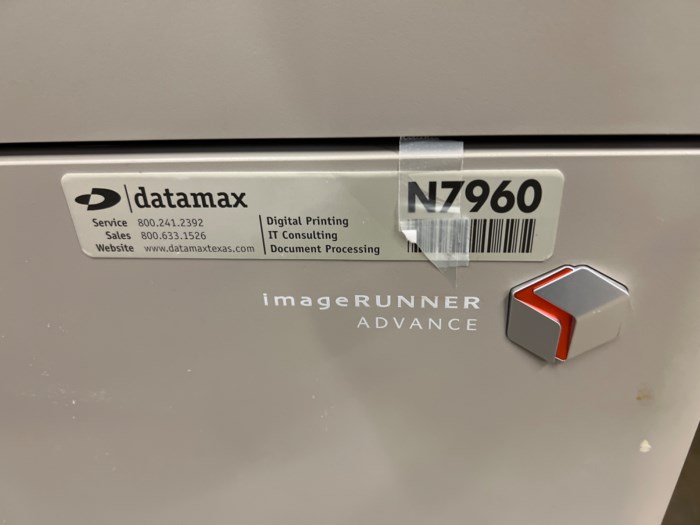 datamax
Service 800.241.2392
Sales 800.633.1526
Website www.datamaxtexas.com
Digital Printing
IT Consulting
Document Processing
N7960
imageRUNNER
ADVANCE